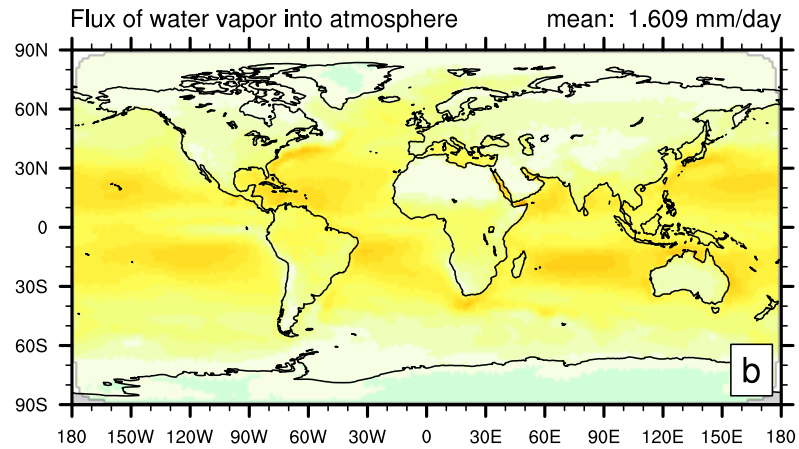 Flux of water vapor into atmosphere mean: 1.609 mm/day
90N
60N
30N
0
30S
60S
90S
b
180 150W 120W 90W 60W 30W 0 30E 60E 90E 120E 150E 180